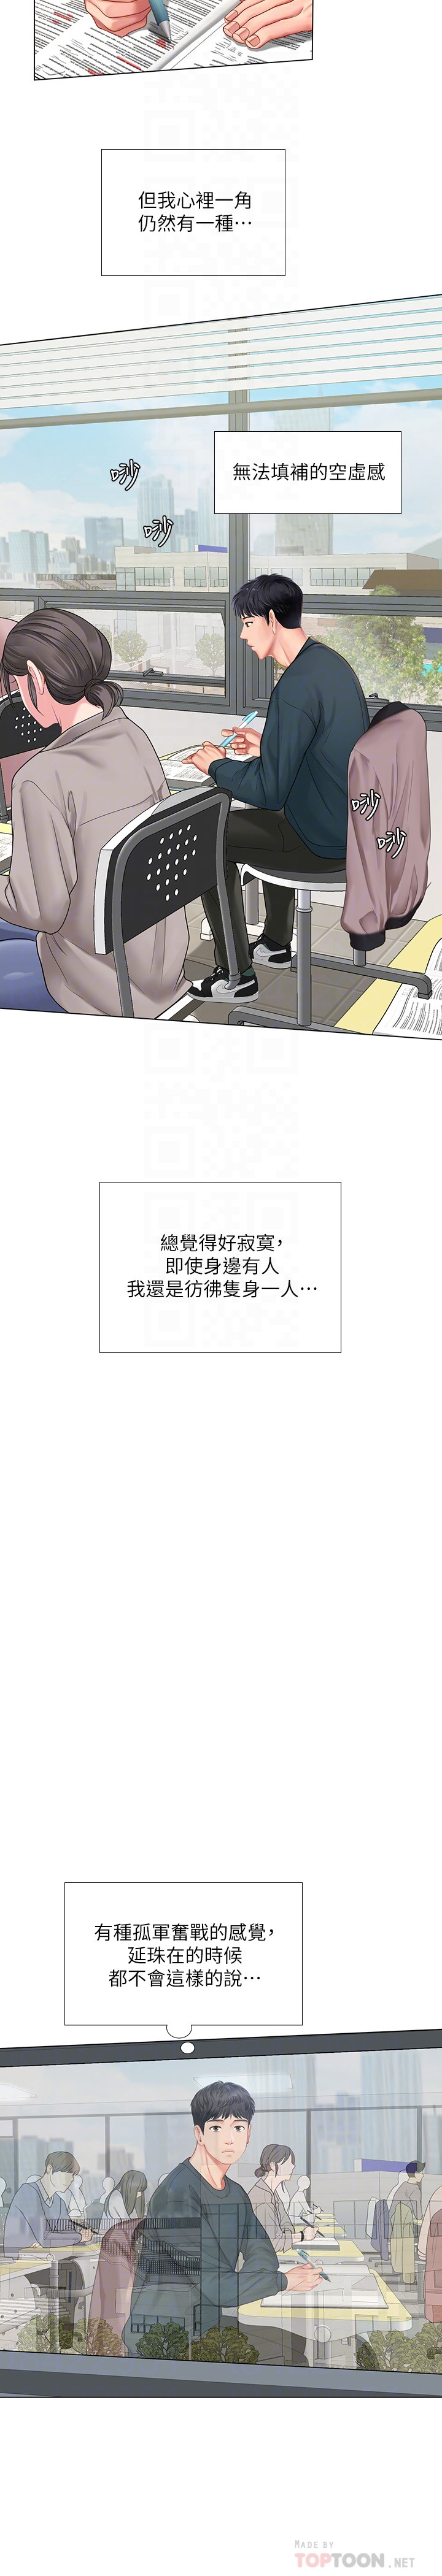 但我心裡一角
仍然有一種…
無法填補的空虛感
唦
唦
唦
唦
總覺得好寂寞，
即使身邊有人
我還是彷彿隻身一人…
有種孤軍奮戰的感覺，
延珠在的時候
都不會這樣的說…
MADE BY
TOPTOON.NET